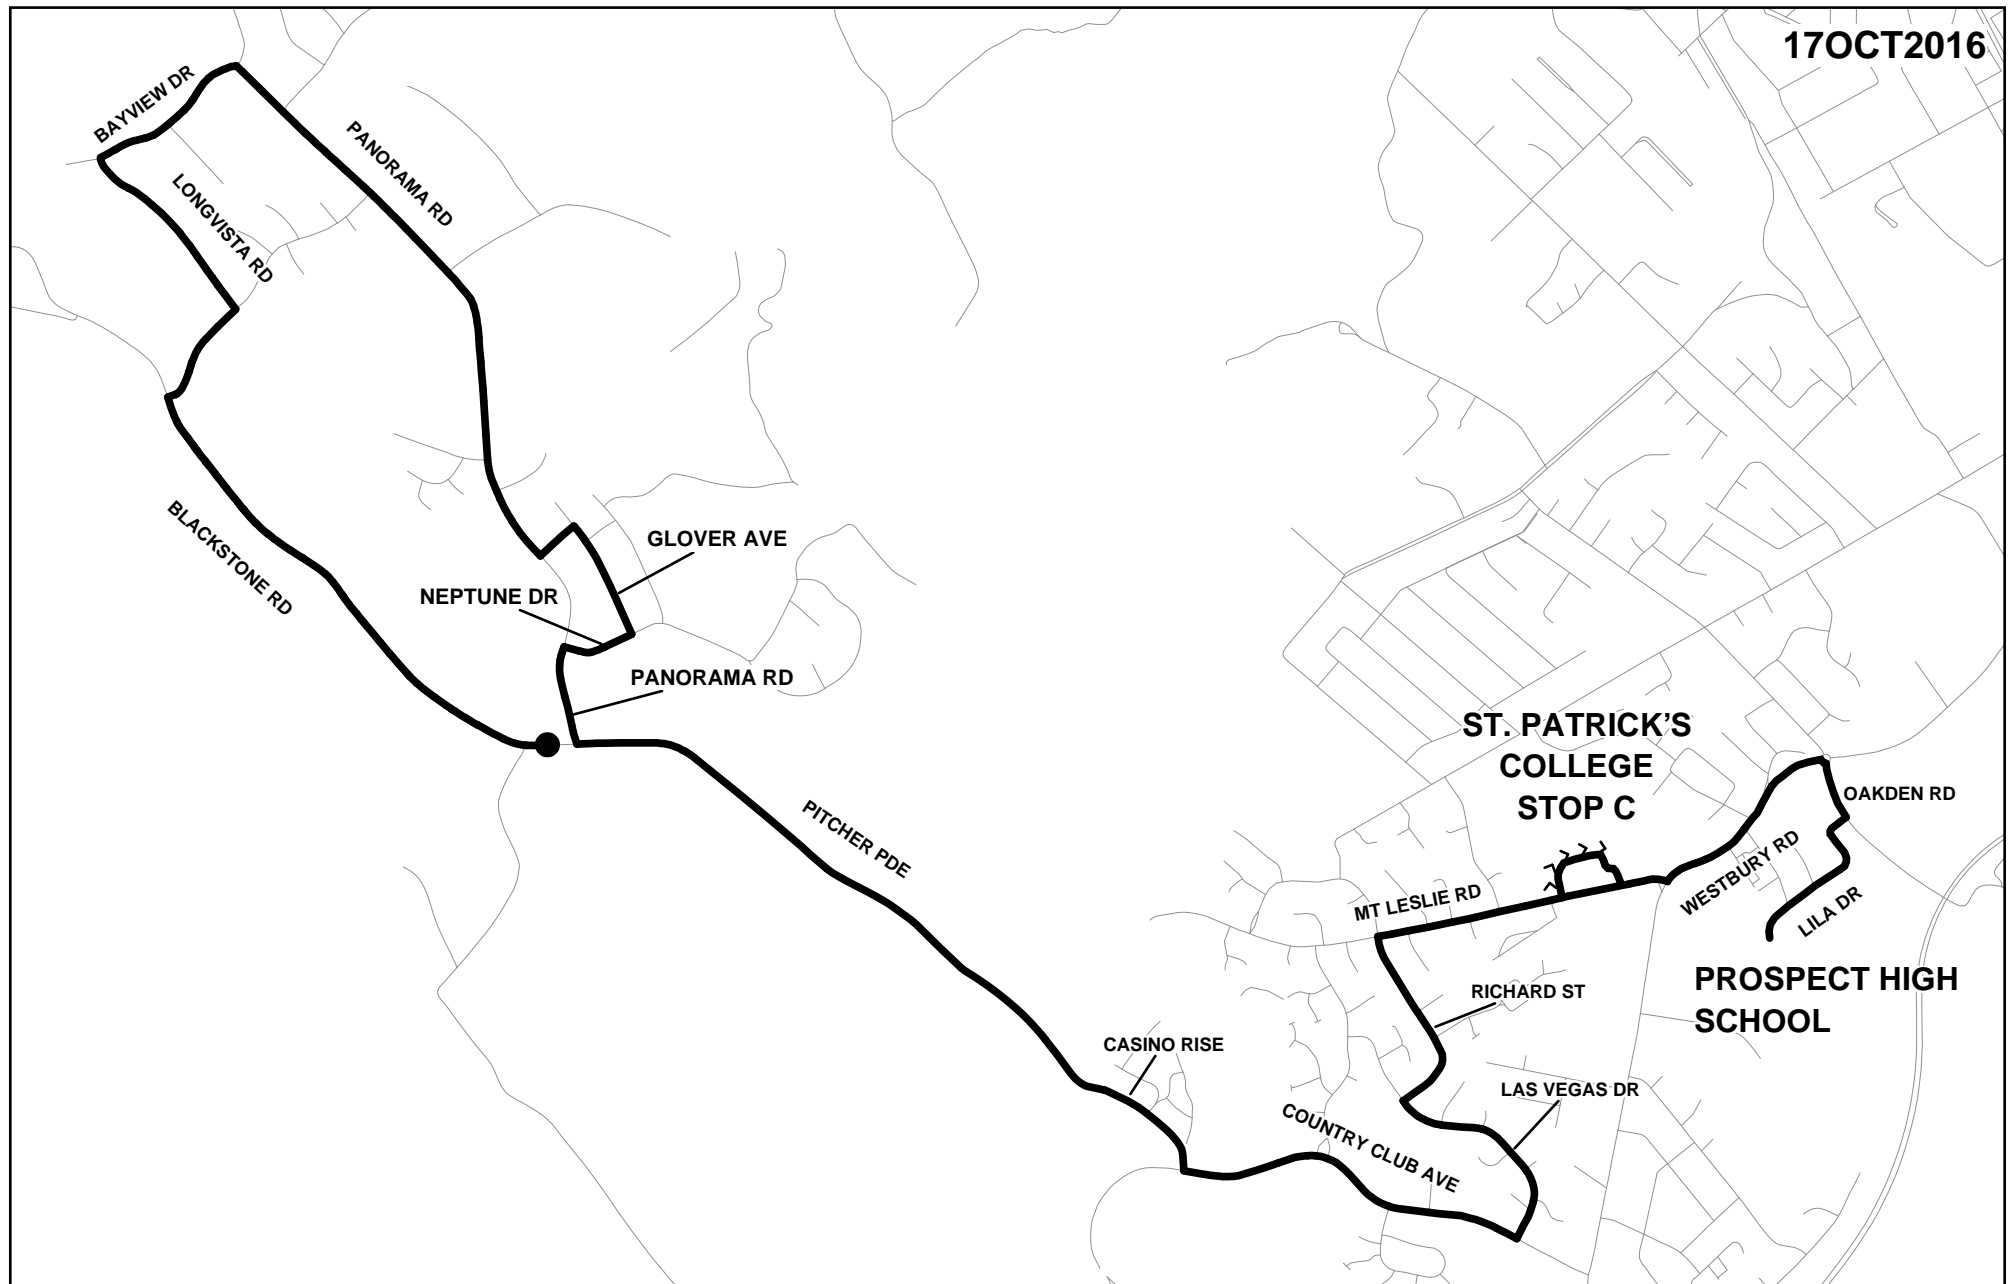 17OCT2016
BAYVIEW DR
PANORAMA RD
LONGVISTA RD
BLACKSTONE RD
GLOVER AVE
NEPTUNE DR
PANORAMA RD
PITCHER PDE
ST. PATRICK'S
COLLEGE
STOP C
OAKDEN RD
WESTBURY RD
MT LESLIE RD
LILA DR
PROSPECT HIGH
SCHOOL
RICHARD ST
CASINO RISE
LAS VEGAS DR
COUNTRY CLUB AVE